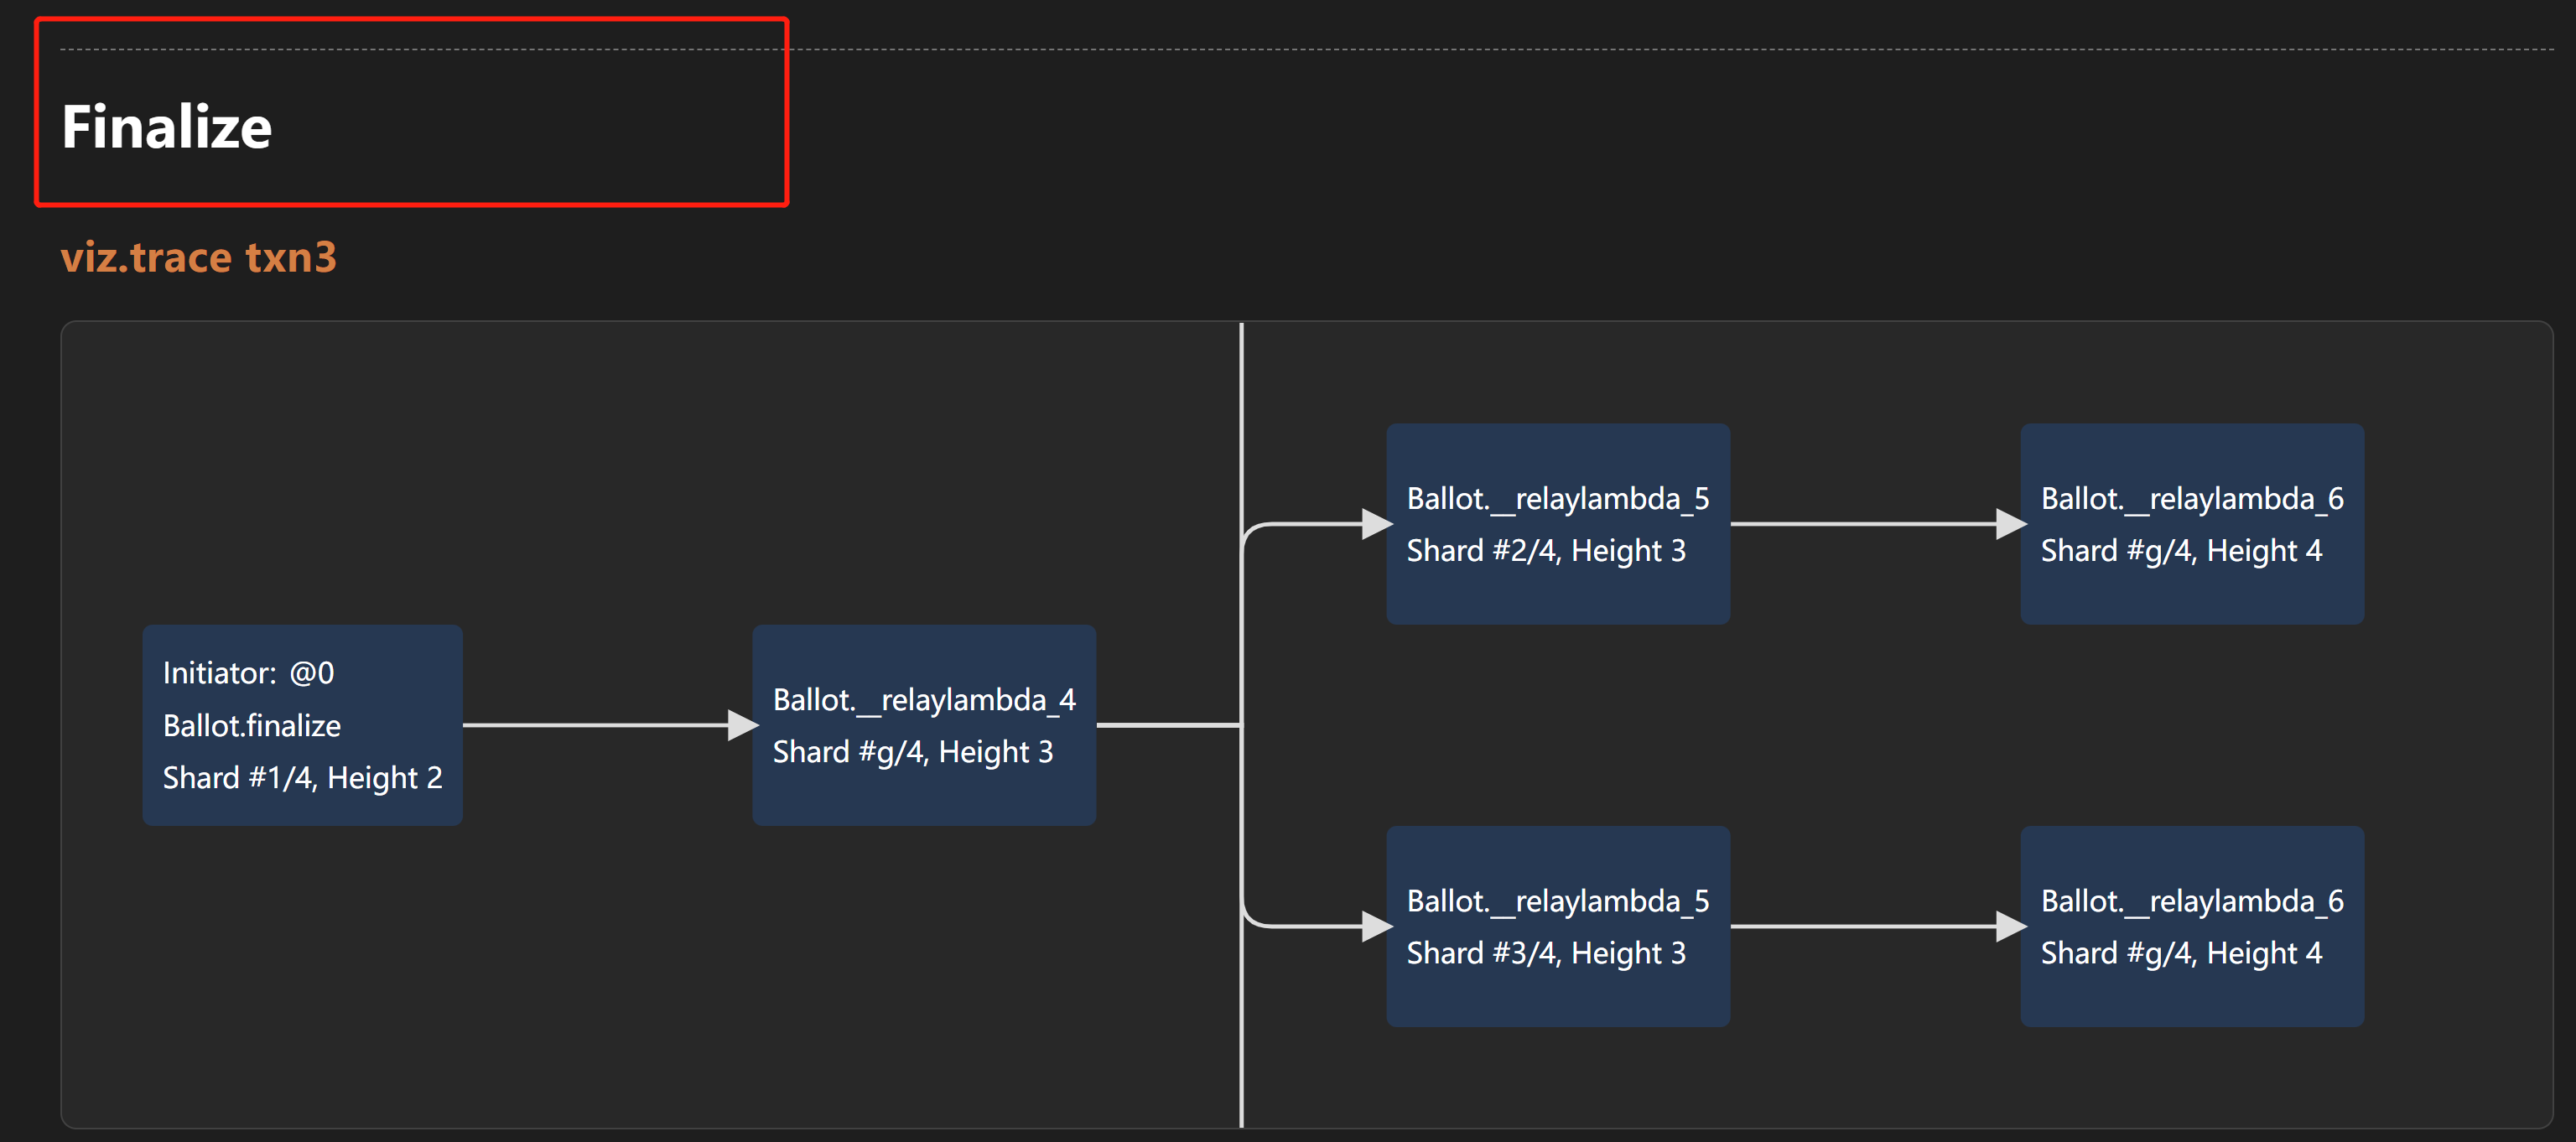 Finalize
viz.trace txn3
Initiator: @0
Ballot.finalize
Shard #1/4, Height 2
Ballot.__relaylambda_4
Shard #g/4, Height 3
Ballot.__relaylambda_5
Shard #2/4, Height 3
Ballot.__relaylambda_6
Shard #g/4, Height 4
Ballot.__relaylambda_5
Shard #3/4, Height 3
Ballot.__relaylambda_6
Shard #g/4, Height 4